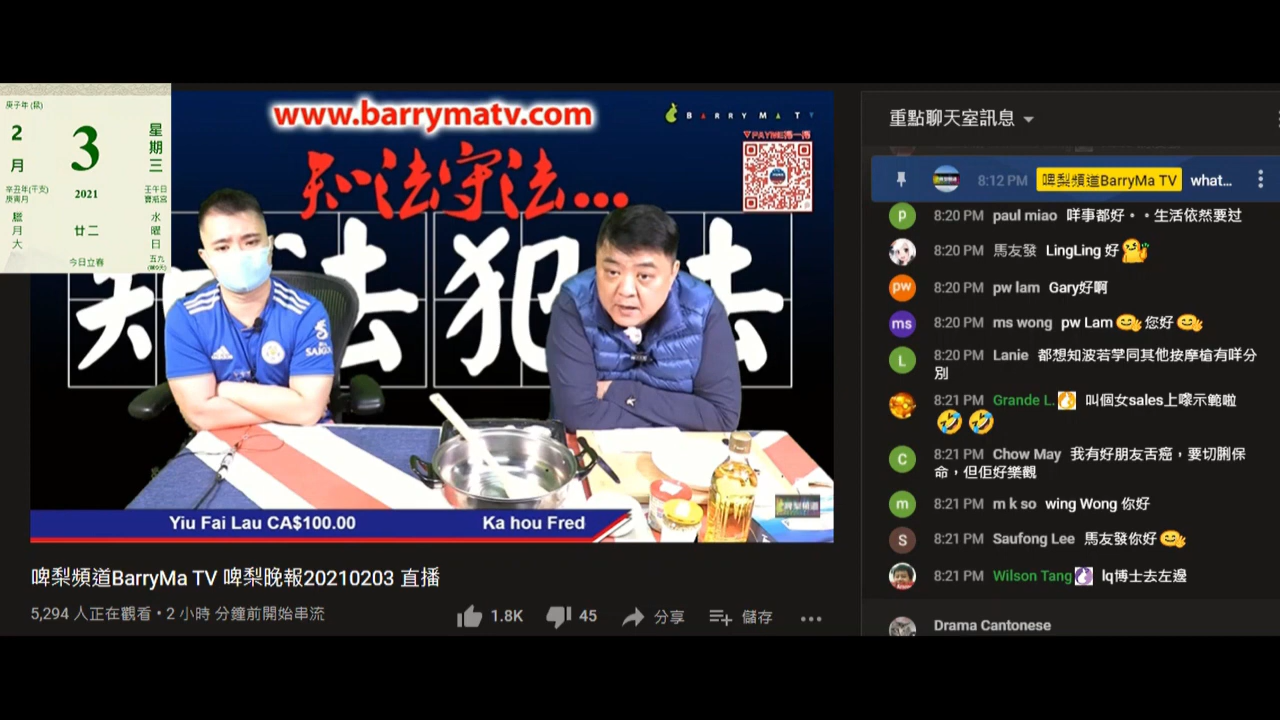 庚子年(鼠)
2
月
3
星期三
2021
辛丑年(干支)
庚寅月
壬午日
臘月大
廿二
水曜日
今日立春
五九
www.barrymatv.com
BARRYMATV
知法守法...
知法犯法
Yiu Fai Lau CA$100.00
Ka hou Fred
啤梨頻道BarryMa TV 啤梨晚報20210203 直播
5,294 人正在觀看•2 小時 分鐘前開始串流
1.8K
45
分享
儲存
重點聊天室訊息
8:12 PM 啤梨頻道BarryMa TV what...
P
8:20 PM paul miao 咩事都好‧‧生活依然要过
8:20 PM 馬友發 LingLing 好
pw
8:20 PM pw lam Gary好啊
ms
8:20 PM ms wong pw Lam 您好
L
8:20 PM Lanie 都想知波若掌同其他按摩槍有咩分
別
8:21 PM Grande L. 叫個女sales上嚟示範啦
C
8:21 PM Chow May 我有好朋友舌癌，要切脷保
命，但佢好樂觀
m
8:21 PM m k so wing Wong 你好
S
8:21 PM Saufong Lee 馬友發你好
8:21 PM Wilson Tang lq博士去左邊
Drama Cantonese